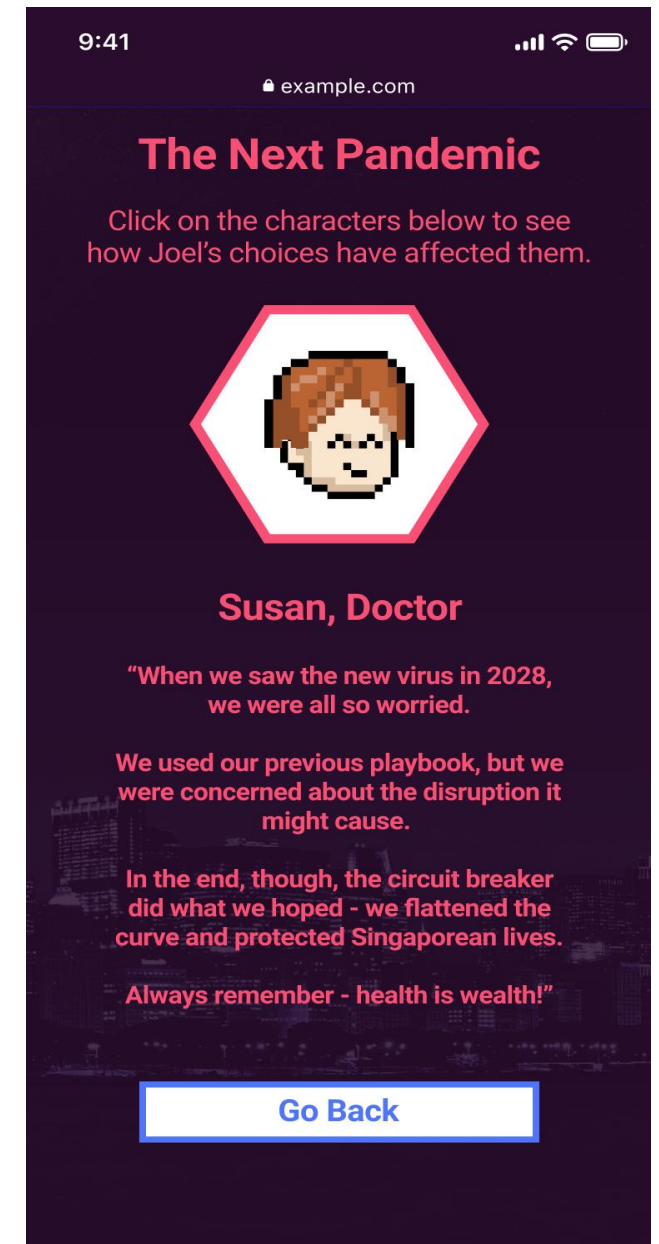 9:41
example.com
The Next Pandemic
Click on the characters below to see
how Joel’s choices have affected them.
Susan, Doctor
“When we saw the new virus in 2028,
we were all so worried.
We used our previous playbook, but we
were concerned about the disruption it
might cause.
In the end, though, the circuit breaker
did what we hoped - we flattened the
curve and protected Singaporean lives.
Always remember - health is wealth!”
Go Back